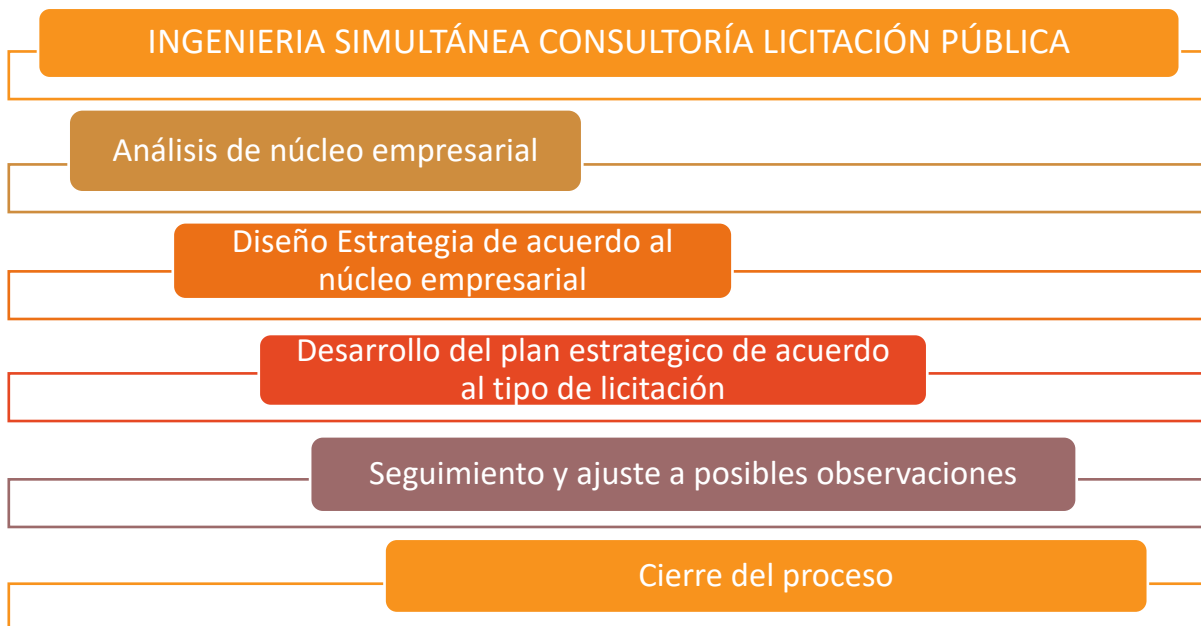 INGENIERIA SIMULTÁNEA CONSULTORÍA LICITACIÓN PÚBLICA
Análisis de núcleo empresarial
Diseño Estrategia de acuerdo al
núcleo empresarial
Desarrollo del plan estrategico de acuerdo
al tipo de licitación
Seguimiento y ajuste a posibles observaciones
Cierre del proceso